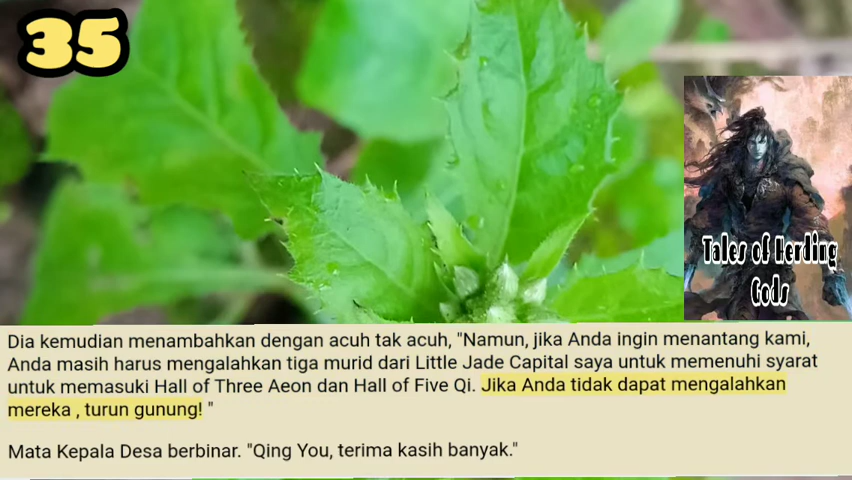 35
Tales of Herding
Gods
Dia kemudian menambahkan dengan acuh tak acuh, "Namun, jika Anda ingin menantang kami,
Anda masih harus mengalahkan tiga murid dari Little Jade Capital saya untuk memenuhi syarat
untuk memasuki Hall of Three Aeon dan Hall of Five Qi. Jika Anda tidak dapat mengalahkan
mereka , turun gunung! "
Mata Kepala Desa berbinar. "Qing You, terima kasih banyak."